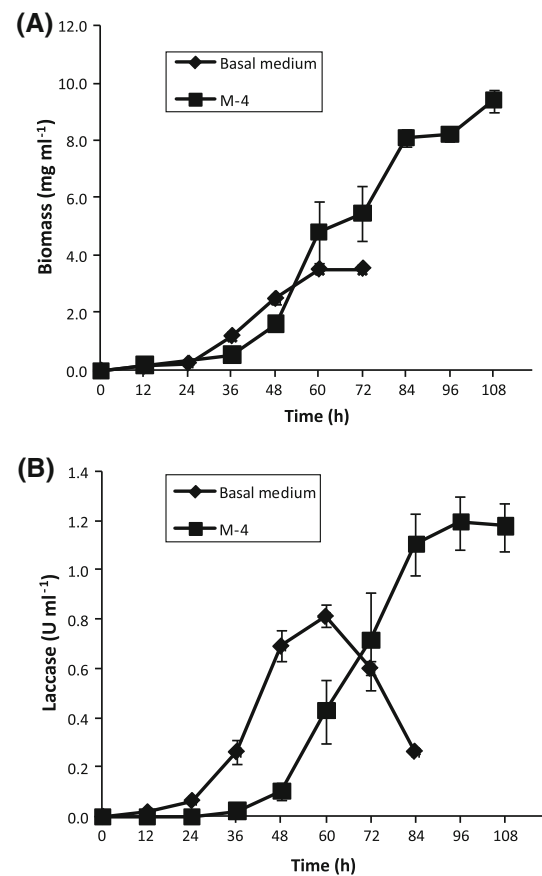 (A)
12.0
10.0
8.0
6.0
4.0
2.0
0.0
Biomass (mg ml-1)
Basal medium
M-4
0 12 24 36 48 60 72 84 96 108
Time (h)
(B)
1.4
1.2
1.0
0.8
0.6
0.4
0.2
0.0
Laccase (U ml-1)
Basal medium
M-4
0 12 24 36 48 60 72 84 96 108
Time (h)